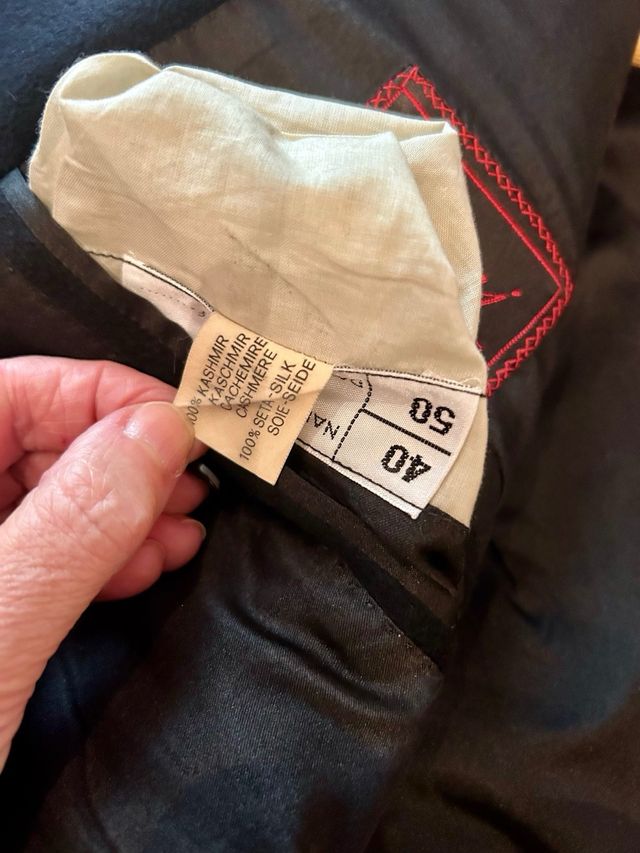 100% KASHMIR
KASCHMIR
CACHEMIRE
CASHMERE
100% SETA-SILK
SOIE-SEIDE
50
40